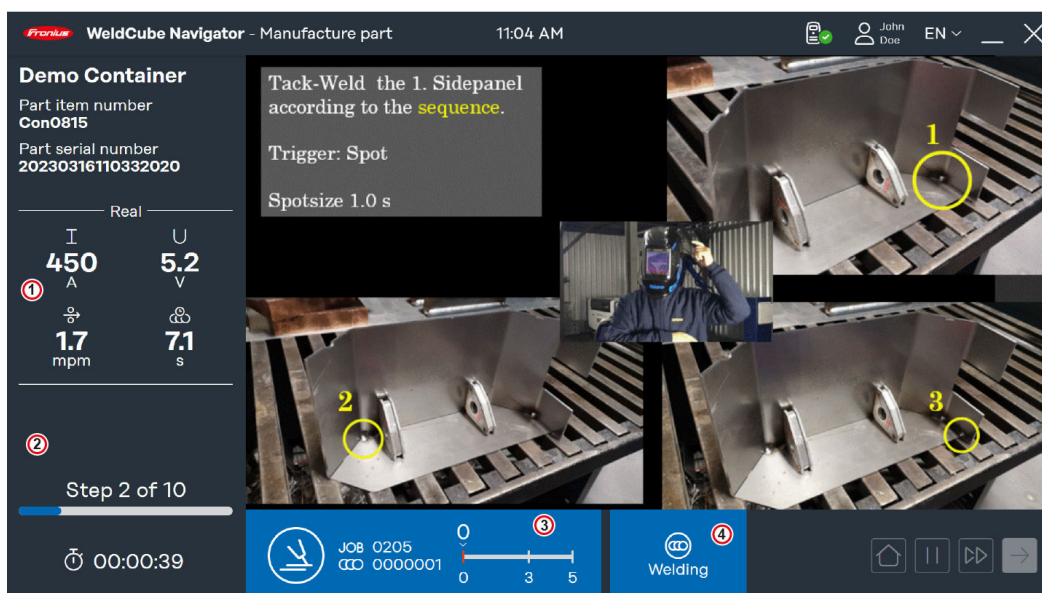 Fronius WeldCube Navigator - Manufacture part 11:04 AM John Doe EN
Demo Container
Part item number
Con0815
Part serial number
20230316110332020
Real
I U
450 5.2
A V
1
1.7 7.1
mpm s
2
Step 2 of 10
00:00:39
Tack-Weld the 1. Sidepanel
according to the sequence.
Trigger: Spot
Spotsize 1.0 s
1
2
3
JOB 0205
0000001
0
0 3 5
3
4
Welding